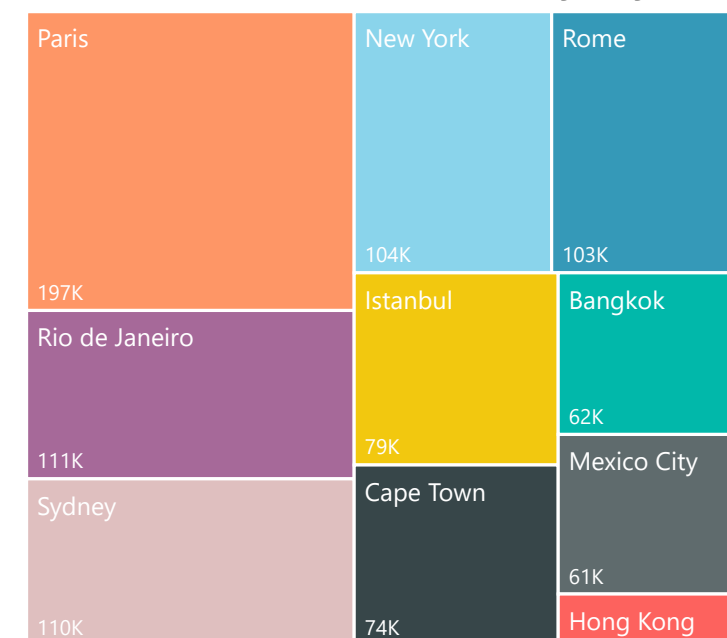 Paris
197K
New York
104K
Rome
103K
Rio de Janeiro
111K
Istanbul
79K
Bangkok
62K
Sydney
110K
Cape Town
74K
Mexico City
61K
Hong Kong